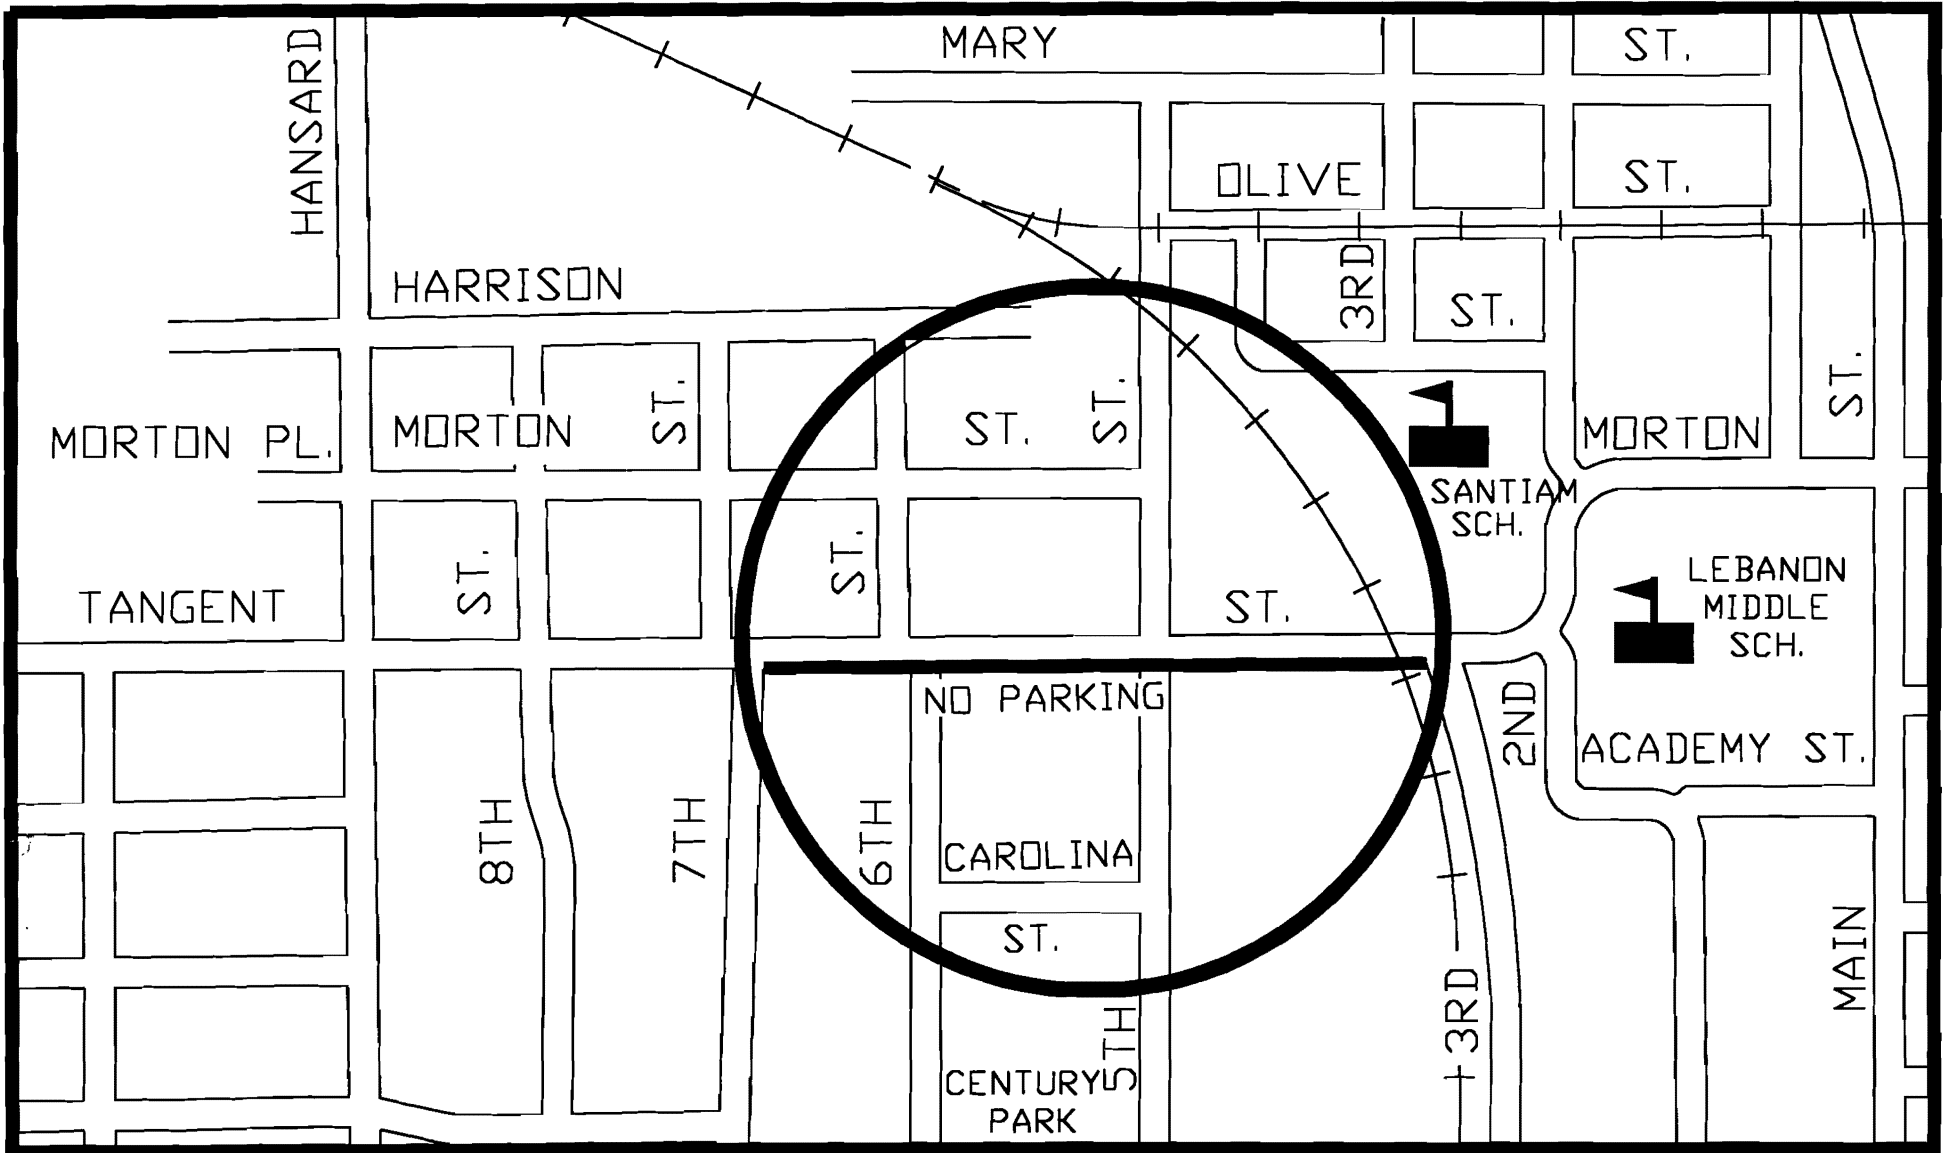 MARY ST.
HANSARD
OLIVE ST.
HARRISON ST.
3RD
MORTON PL.
MORTON ST.
MORTON
ST.
ST.
ST.
SANTIAM
SCH.
TANGENT ST.
ST.
ST.
LEBANON
MIDDLE
SCH.
NO PARKING
2ND
ACADEMY ST.
8TH
7TH
6TH
CAROLINA
ST.
MAIN
3RD
5TH
CENTURY
PARK